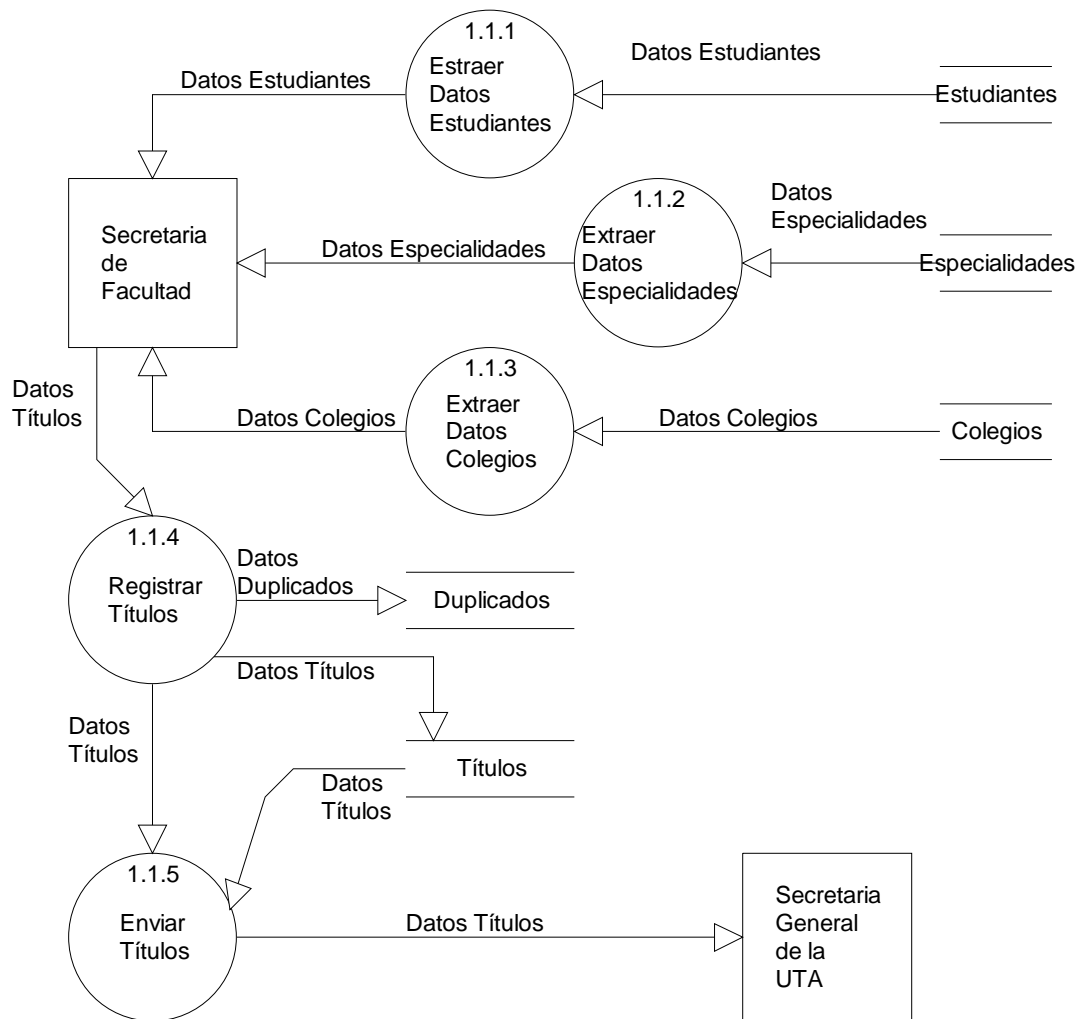 1.1.1
Estraer
Datos
Estudiantes
Datos Estudiantes
Datos Estudiantes
Estudiantes
1.1.2
Extraer
Datos
Especialidades
Datos
Especialidades
Especialidades
Secretaria
de
Facultad
Datos Especialidades
1.1.3
Extraer
Datos
Colegios
Datos Colegios
Datos Colegios
Colegios
Datos
Títulos
1.1.4
Registrar
Títulos
Datos
Duplicados
Duplicados
Datos Títulos
Datos
Títulos
Títulos
Datos
Títulos
1.1.5
Enviar
Títulos
Datos Títulos
Secretaria
General
de la
UTA